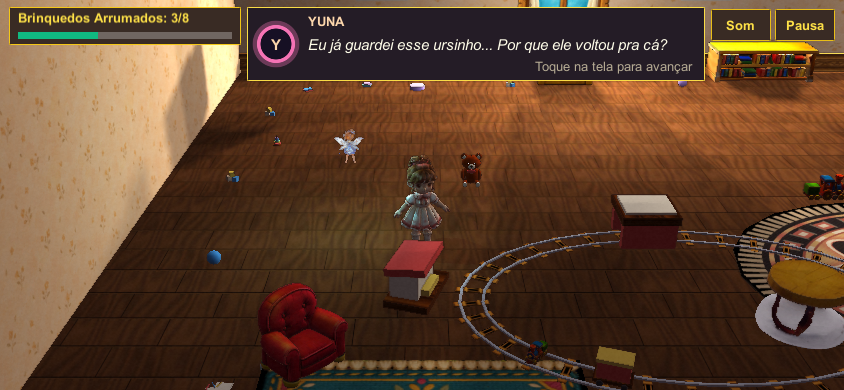 Brinquedos Arrumados: 3/8
YUNA
Y
Eu já guardei esse ursinho... Por que ele voltou pra cá?
Toque na tela para avançar
Som
Pausa